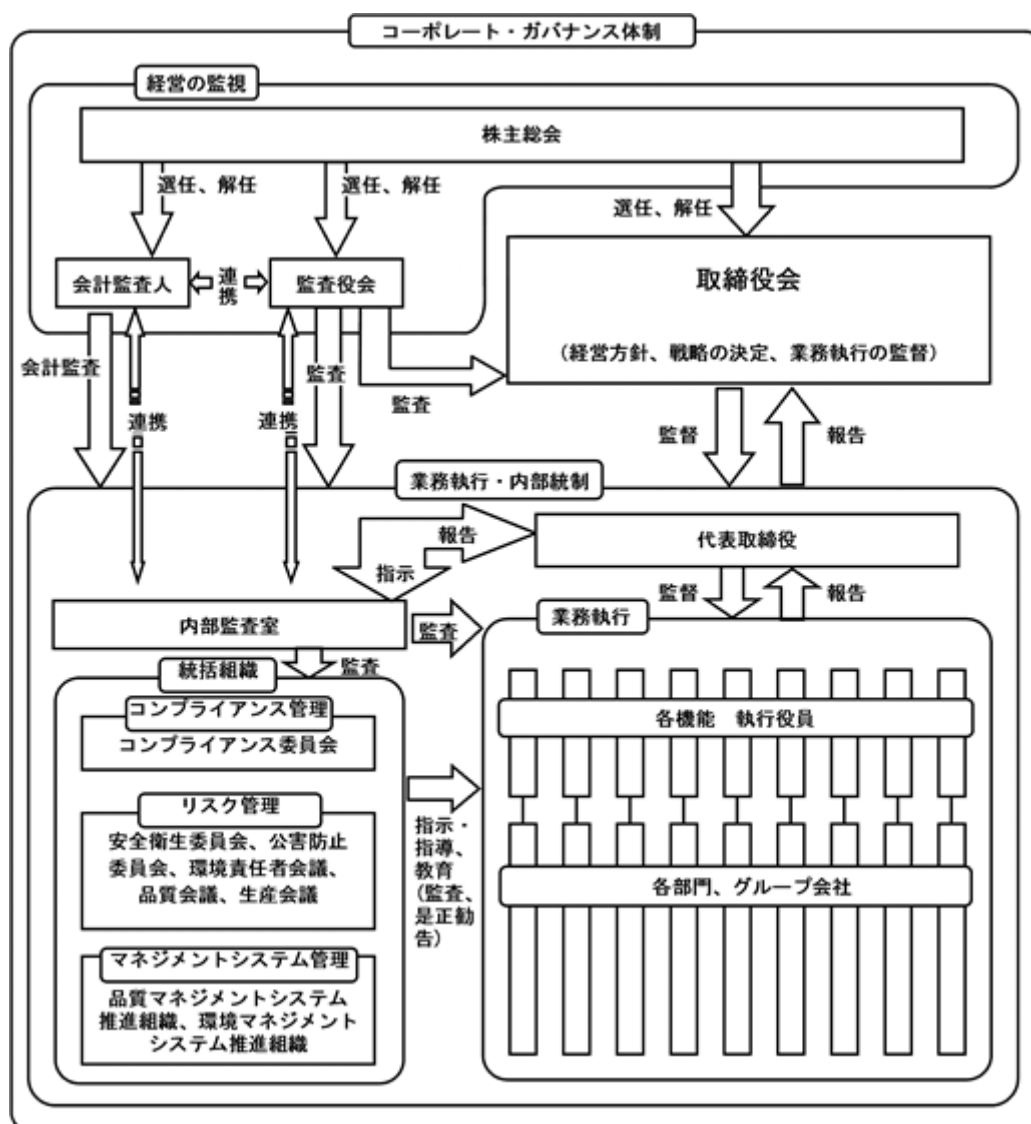 コーポレート・ガバナンス体制
経営の監視
株主総会
選任、解任
選任、解任
選任、解任
会計監査人
連
携
監査役会
取締役会
（経営方針、戦略の決定、業務執行の監督）
会計監査
連携
連携
監査
監査
監督
報告
業務執行・内部統制
報告
指示
代表取締役
監督
報告
内部監査室
監査
監査
業務執行
統括組織
コンプライアンス管理
コンプライアンス委員会
リスク管理
安全衛生委員会、公害防止
委員会、環境責任者会議、
品質会議、生産会議
マネジメントシステム管理
品質マネジメントシステム
推進組織、環境マネジメント
システム推進組織
指示・
指導、
教育
（監査、
是正勧
告）
各機能　執行役員
各部門、グループ会社